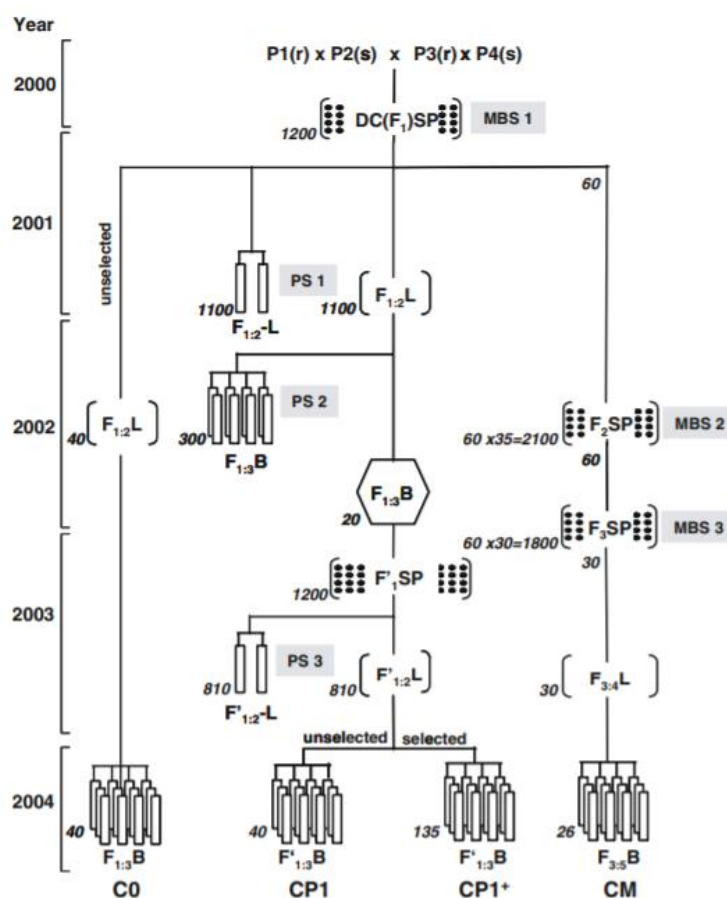 Year
P1(r) x P2(s) x P3(r) x P4(s)
2000
DC(F1)SP
MBS 1
1200
60
2001
unselected
PS 1
F1:2L
1100
1100
F1:2-L
PS 2
2002
F1:2L
40
300
F1:3B
F2SP
MBS 2
60 x35=2100
60
F1:3B
20
F3SP
MBS 3
60 x30=1800
30
F'1SP
1200
2003
PS 3
810
F'1:2L
810
F'1:2-L
F3:4L
30
unselected selected
2004
40
40
135
26
F1:3B
F'1:3B
F'1:3B
F3:5B
C0 CP1 CP1+ CM